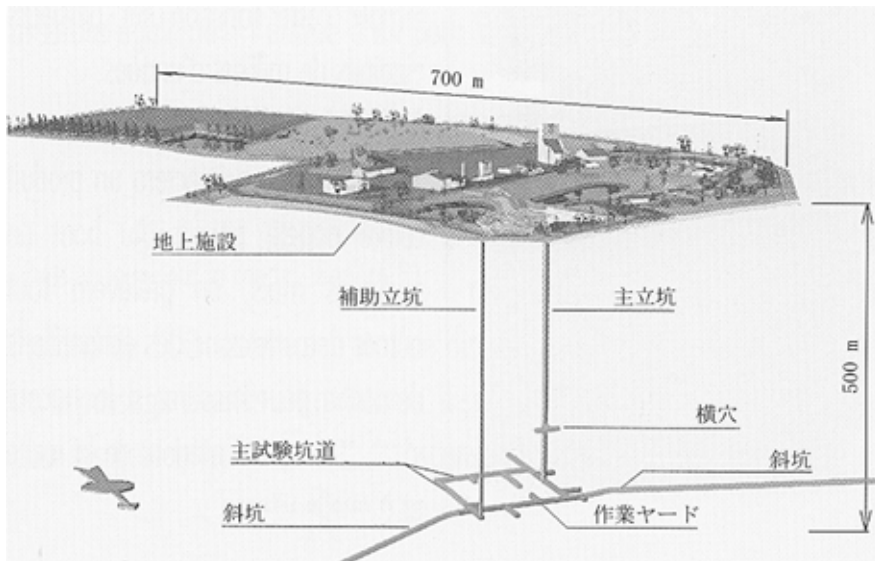 700 m
地上施設
補助立坑
主立坑
500 m
横穴
主試験坑道
斜坑
斜坑
作業ヤード